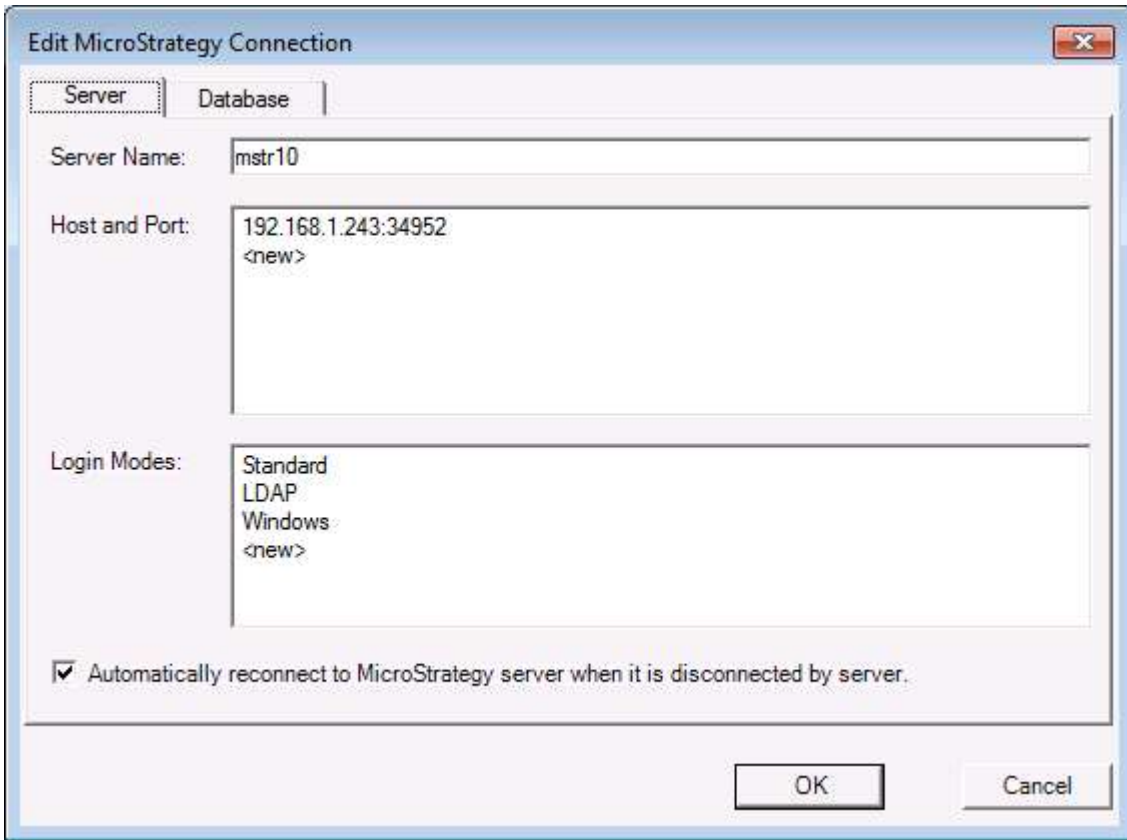 Edit MicroStrategy Connection
Server Database
Server Name: mstr10
Host and Port: 192.168.1.243:34952
<new>
Login Modes: Standard
LDAP
Windows
<new>
Automatically reconnect to MicroStrategy server when it is disconnected by server.
OK Cancel